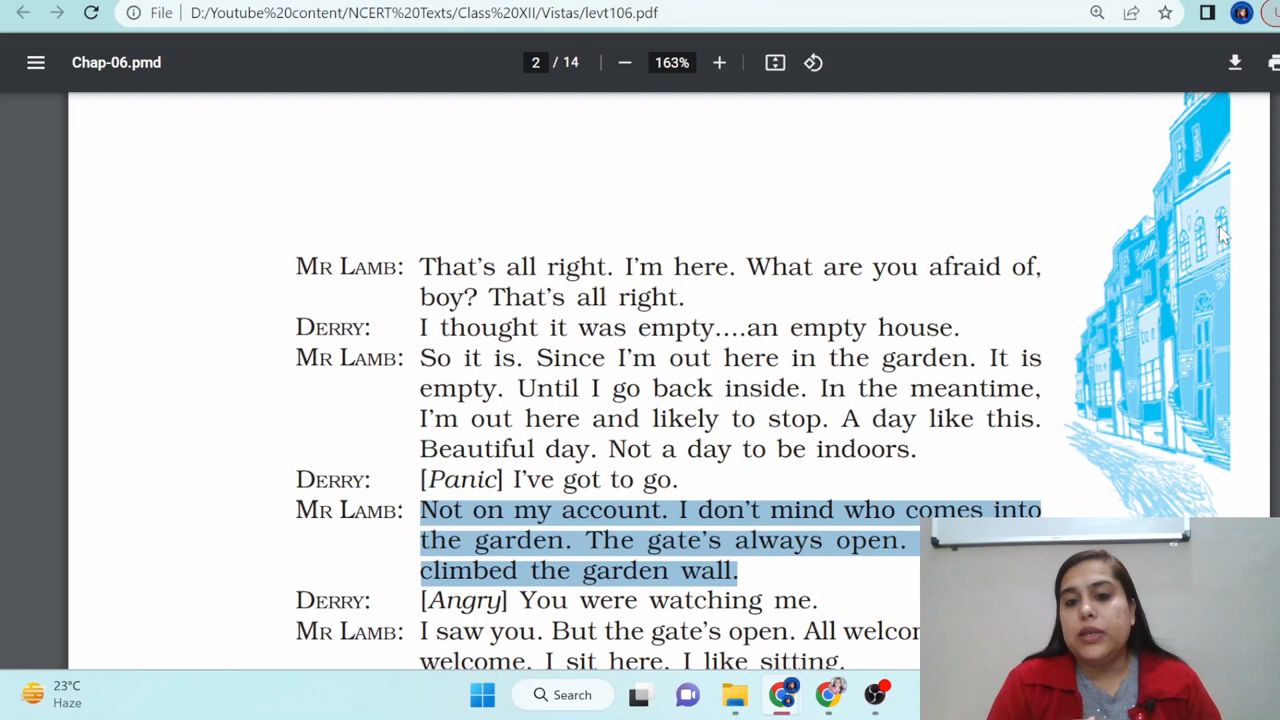 File
D:/Youtube%20content/NCERT%20Texts/Class%20XII/Vistas/levt106.pdf
Chap-06.pmd
2 / 14
163%
MR LAMB: That's all right. I'm here. What are you afraid of,
boy? That's all right.
DERRY: I thought it was empty....an empty house.
MR LAMB: So it is. Since I'm out here in the garden. It is
empty. Until I go back inside. In the meantime,
I'm out here and likely to stop. A day like this.
Beautiful day. Not a day to be indoors.
DERRY: [Panic] I've got to go.
MR LAMB: Not on my account. I don't mind who comes into
the garden. The gate's always open.
climbed the garden wall.
DERRY: [Angry] You were watching me.
MR LAMB: I saw you. But the gate's open. All
welcome. I sit here. I like sitting.
23°C
Haze
Search